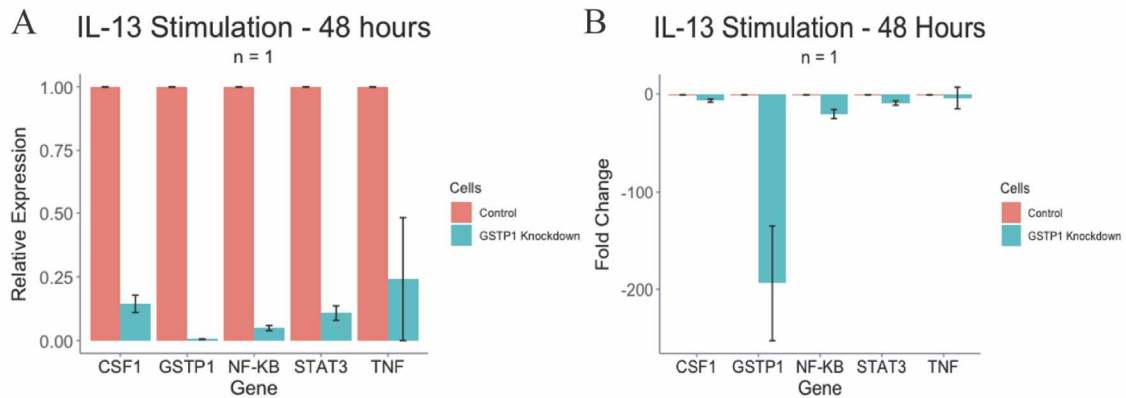 A
IL-13 Stimulation - 48 hours
n = 1
Relative Expression
1.00
0.75
0.50
0.25
0.00
CSF1
GSTP1
NF-KB
STAT3
TNF
Gene
Cells
Control
GSTP1 Knockdown
B
IL-13 Stimulation - 48 Hours
n = 1
Fold Change
0
-100
-200
CSF1
GSTP1
NF-KB
STAT3
TNF
Gene
Cells
Control
GSTP1 Knockdown